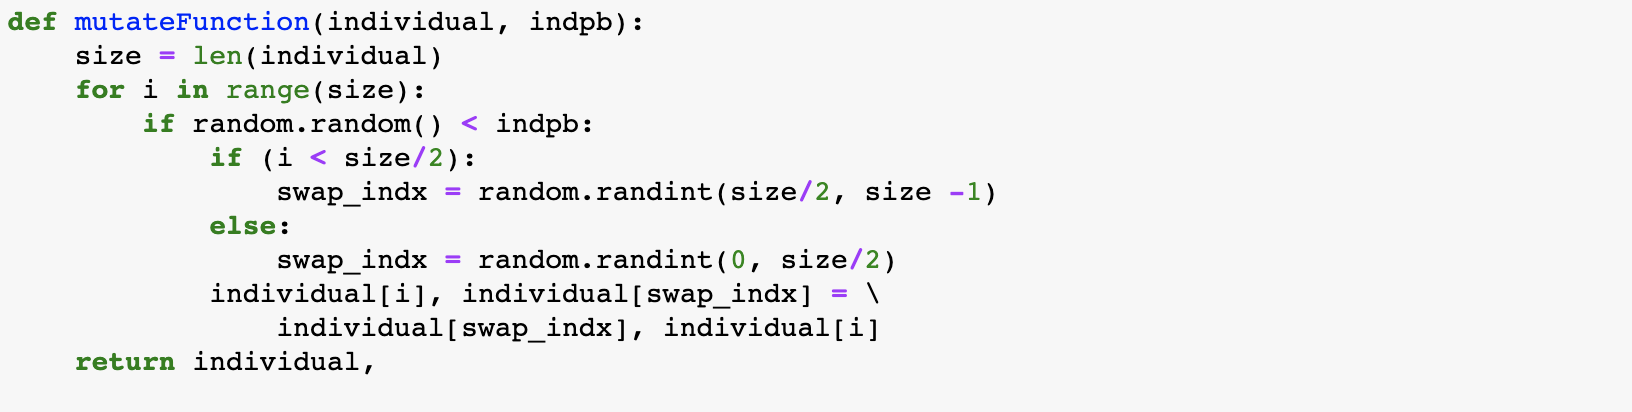 def mutateFunction(individual, indpb):
    size = len(individual)
    for i in range(size):
        if random.random() < indpb:
            if (i < size/2):
                swap_indx = random.randint(size/2, size -1)
            else:
                swap_indx = random.randint(0, size/2)
            individual[i], individual[swap_indx] = \
                individual[swap_indx], individual[i]
    return individual,